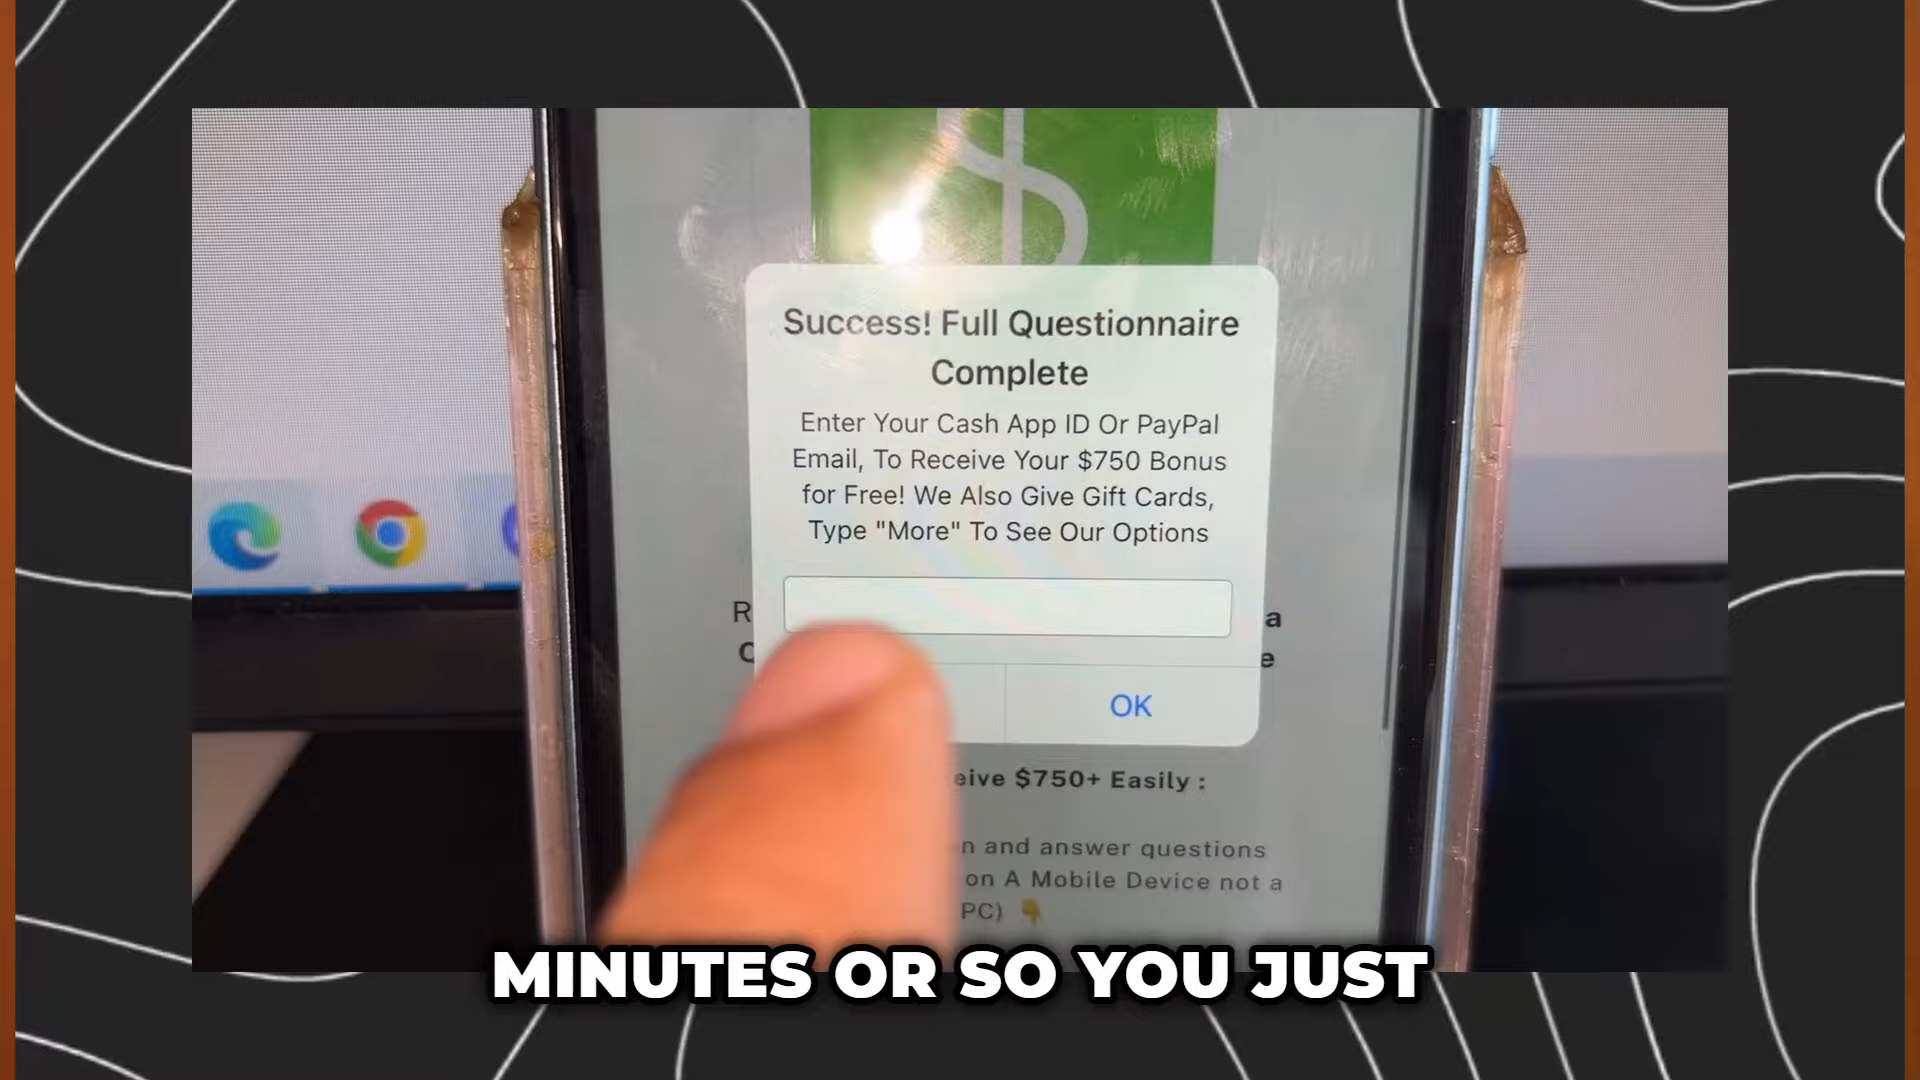 Success! Full Questionnaire
Complete
Enter Your Cash App ID Or PayPal
Email, To Receive Your $750 Bonus
for Free! We Also Give Gift Cards,
Type "More" To See Our Options
OK
$750+ Easily :
and answer questions
on A Mobile Device not a
PC) 👇
MINUTES OR SO YOU JUST